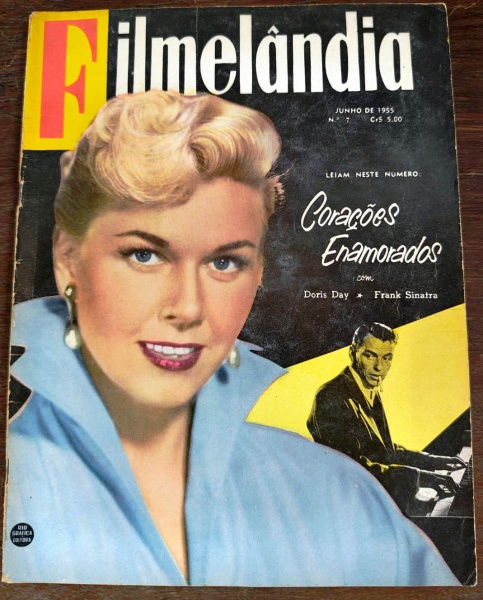 Filmelândia
JUNHO DE 1955
N.º 7 Cr$ 5,00
LEIAM NESTE NUMERO:
Corações
Enamorados
com
Doris Day ★ Frank Sinatra
RIO
GRAFICA
EDITORA